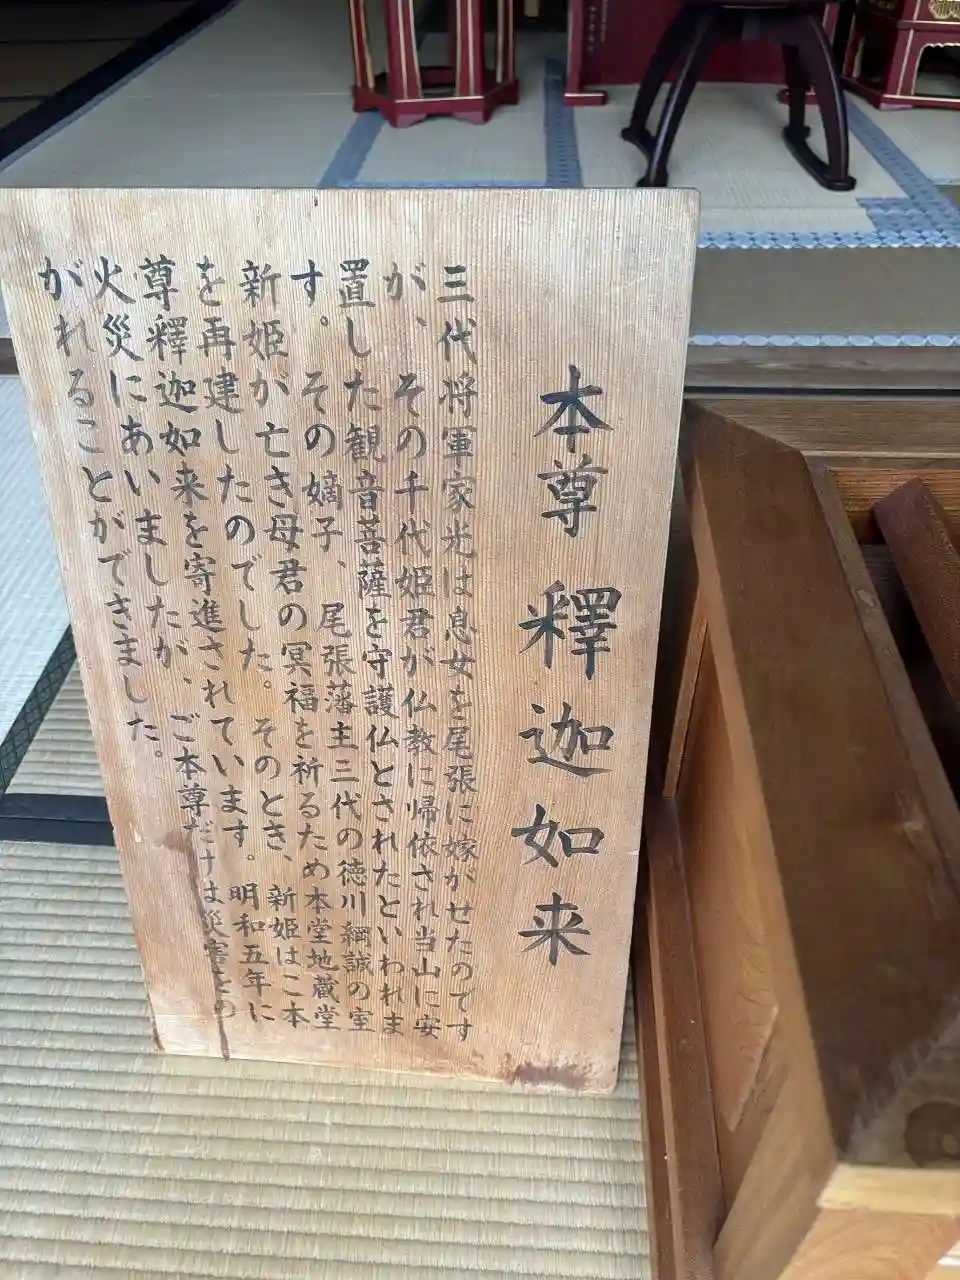 本尊 釋迦如来
三代将軍家光は息女を尾張に嫁がせたのです
が、その千代姫君が仏教に帰依され当山に安
置した観音菩薩を守護仏とされたといわれま
す。その嫡子、尾張藩主三代の徳川綱誠の室
新姫が亡き母君の冥福を祈るため本堂地蔵堂
を再建したのでした。そのとき、新姫はこ本
尊釋迦如来を寄進されています。明和五年に
火災にあいましたが、ご本尊だけは災害をの
がれることができました。